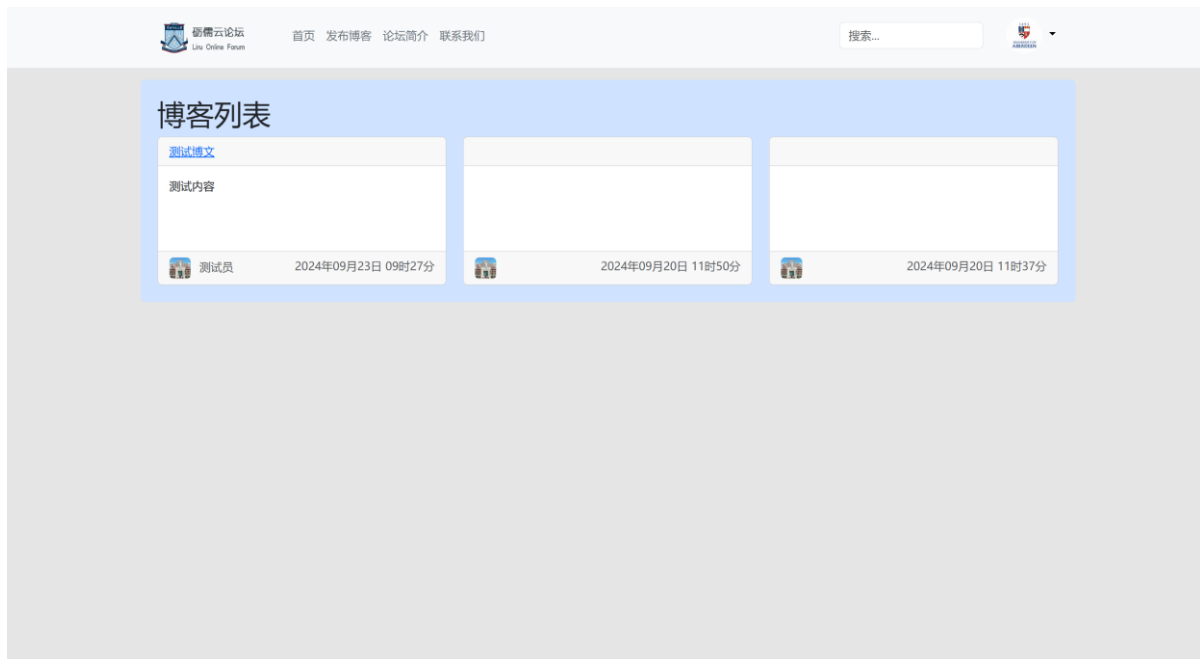 砺儒云论坛
Liru Online Forum
首页 发布博客 论坛简介 联系我们
搜索...
ABERDEEN
博客列表
测试博文
测试内容
测试员 2024年09月23日 09时27分
2024年09月20日 11时50分
2024年09月20日 11时37分